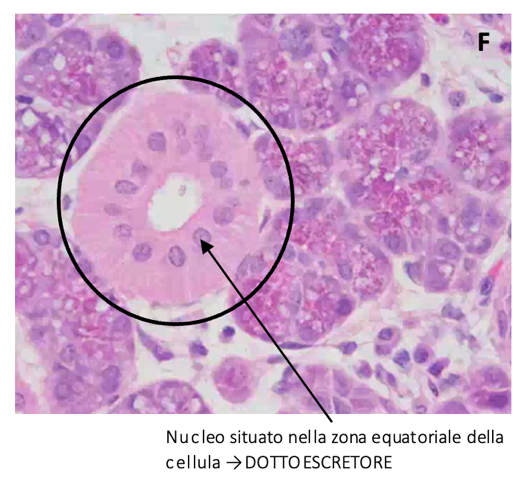 F
Nucleo situato nella zona equatoriale della
cellula → DOTTO ESCRETORE